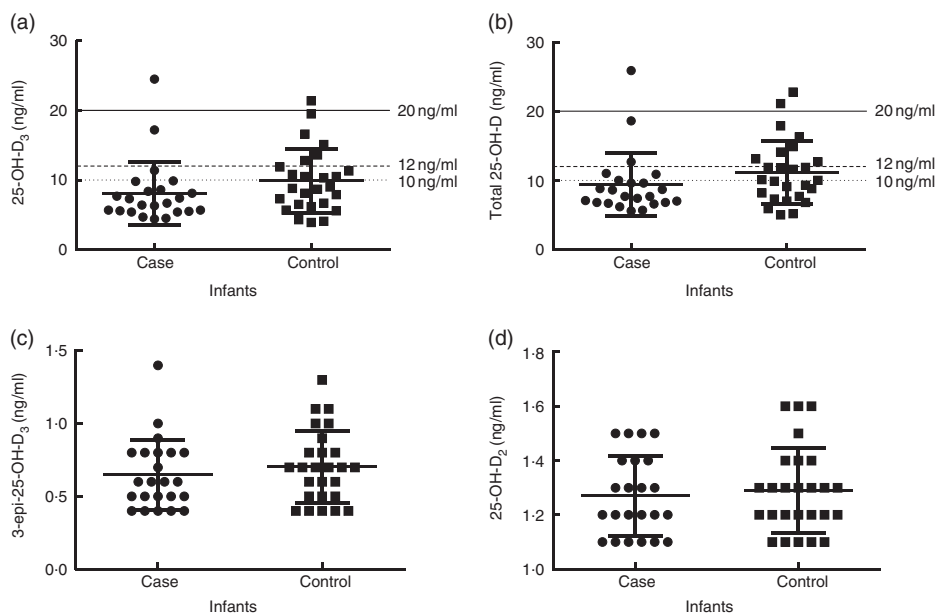 (a)
25-OH-D3 (ng/ml)
30
20
10
0
20 ng/ml
12 ng/ml
10 ng/ml
Case
Control
Infants
(b)
Total 25-OH-D (ng/ml)
30
20
10
0
20 ng/ml
12 ng/ml
10 ng/ml
Case
Control
Infants
(c)
3-epi-25-OH-D3 (ng/ml)
1·5
1·0
0·5
0·0
Case
Control
Infants
(d)
25-OH-D2 (ng/ml)
1·8
1·6
1·4
1·2
1·0
Case
Control
Infants